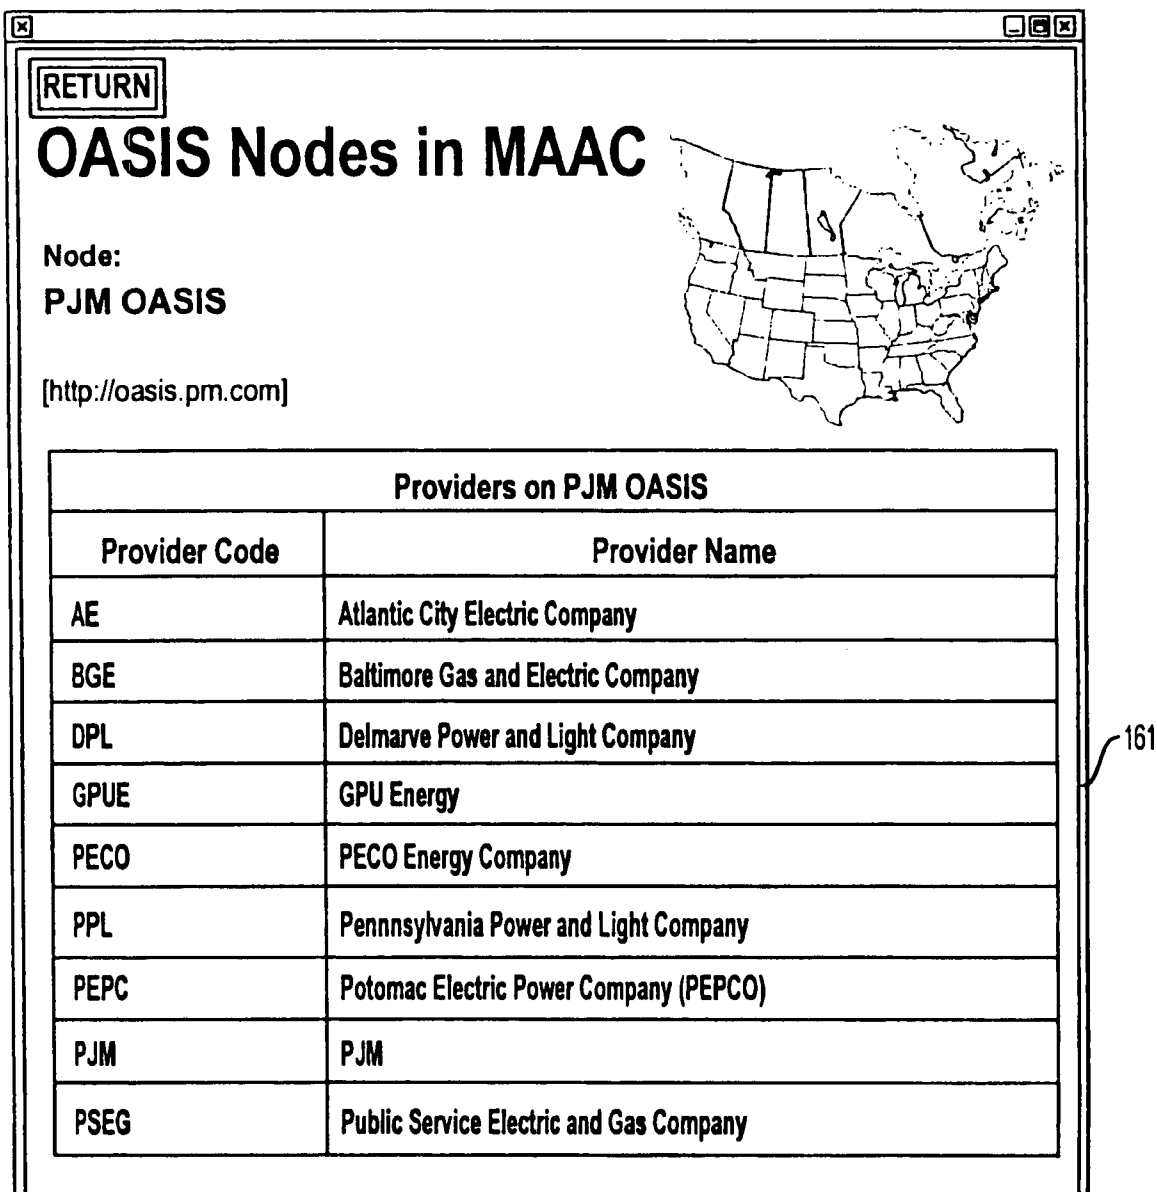 RETURN
OASIS Nodes in MAAC
Node:
PJM OASIS
[http://oasis.pm.com]
Providers on PJM OASIS
Provider Code Provider Name
AE Atlantic City Electric Company
BGE Baltimore Gas and Electric Company
DPL Delmarve Power and Light Company
GPUE GPU Energy
PECO PECO Energy Company
PPL Pennnsylvania Power and Light Company
PEPC Potomac Electric Power Company (PEPCO)
PJM PJM
PSEG Public Service Electric and Gas Company
161